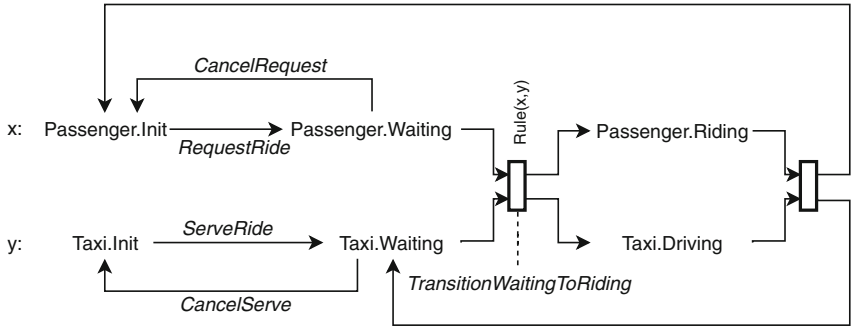 CancelRequest
Rule(x,y)
x: Passenger.Init Passenger.Waiting Passenger.Riding
RequestRide
ServeRide
y: Taxi.Init Taxi.Waiting Taxi.Driving
TransitionWaitingToRiding
CancelServe